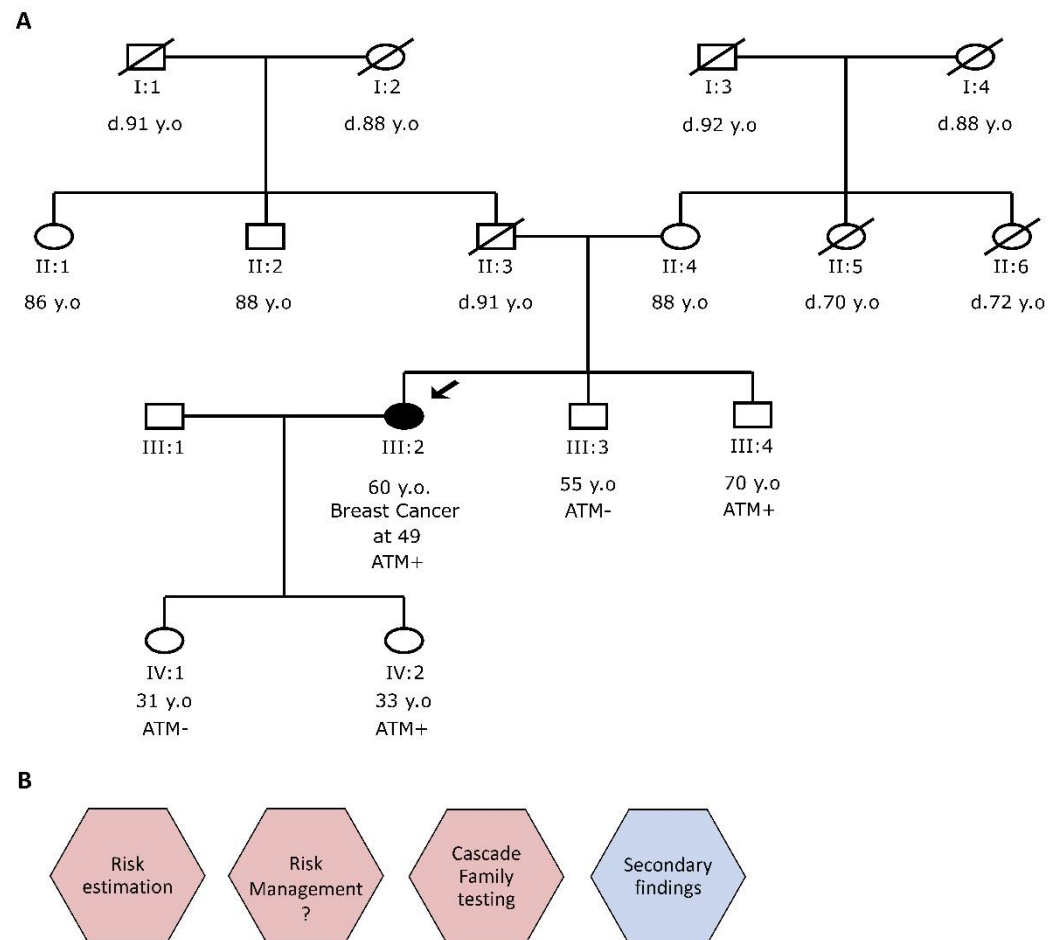 A
I:1
I:2
I:3
I:4
d.91 y.o
d.88 y.o
d.92 y.o
d.88 y.o
II:1
II:2
II:3
II:4
II:5
II:6
86 y.o
88 y.o
d.91 y.o
88 y.o
d.70 y.o
d.72 y.o
III:1
III:2
III:3
III:4
60 y.o.
Breast Cancer
at 49
ATM+
55 y.o
ATM-
70 y.o
ATM+
IV:1
31 y.o
ATM-
IV:2
33 y.o
ATM+
B
Risk
estimation
Risk
Management
?
Cascade
Family
testing
Secondary
findings